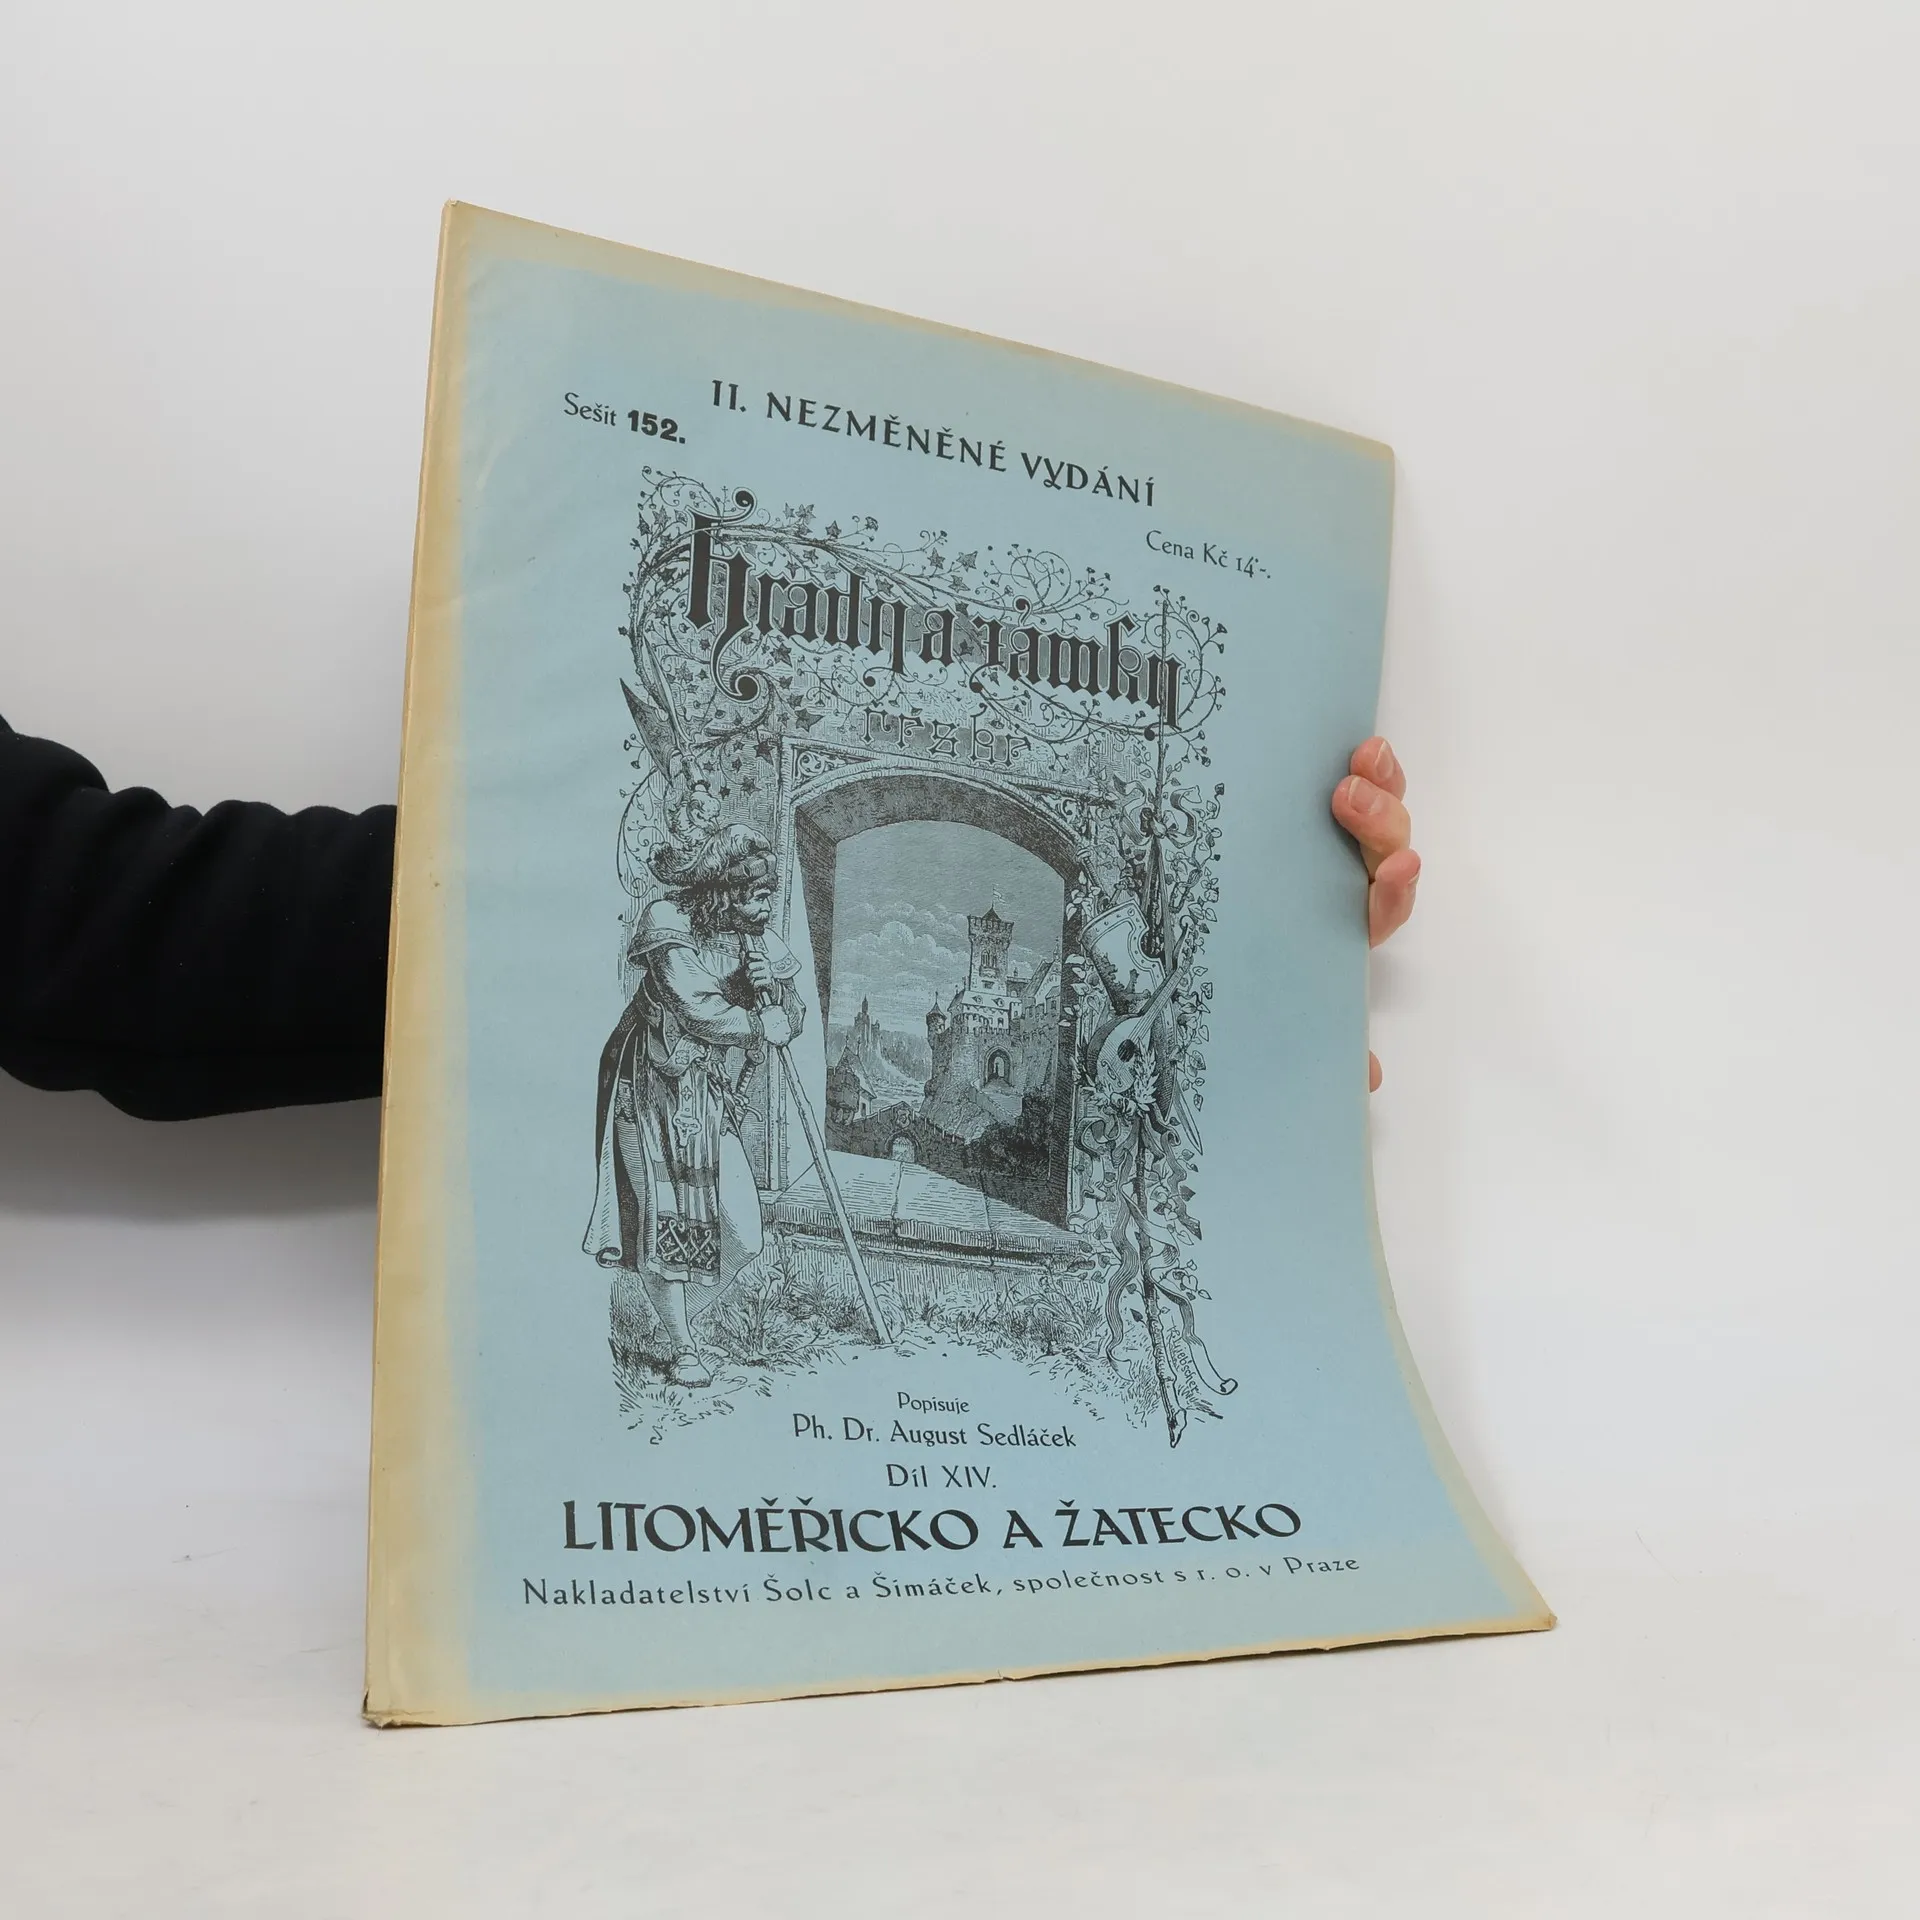 II. NEZMĚNĚNÉ VYDÁNÍ
Sešit 152.
Cena Kč 14·-.
Hrady a zámky
české
Popisuje
Ph. Dr. August Sedláček
Díl XIV.
LITOMĚŘICKO A ŽATECKO
Nakladatelství Šolc a Šimáček, společnost s r. o. v Praze